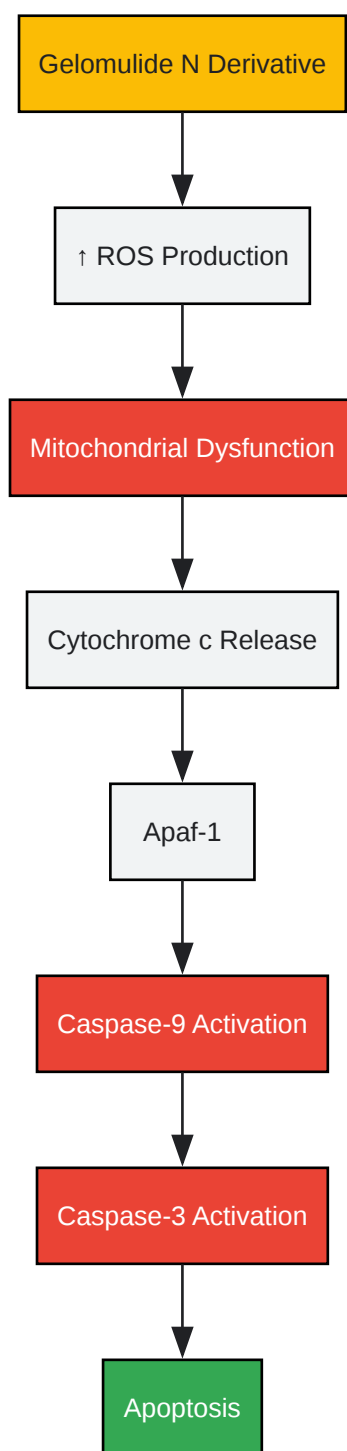 Gelomulide N Derivative
↑ ROS Production
Mitochondrial Dysfunction
Cytochrome c Release
Apaf-1
Caspase-9 Activation
Caspase-3 Activation
Apoptosis